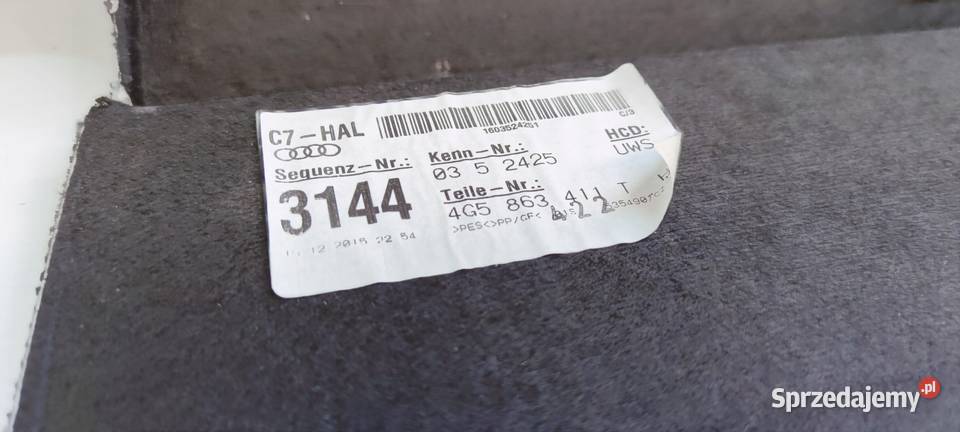 C7-HAL
1603524251
C/3
Sequenz-Nr.:
3144
Kenn-Nr.:
03 5 2425
HCD:
UWS
Teile-Nr.:
4G5 863 411 T
>PES<>PP/GF<
12 2015 22 54
Sprzedajemy.pl